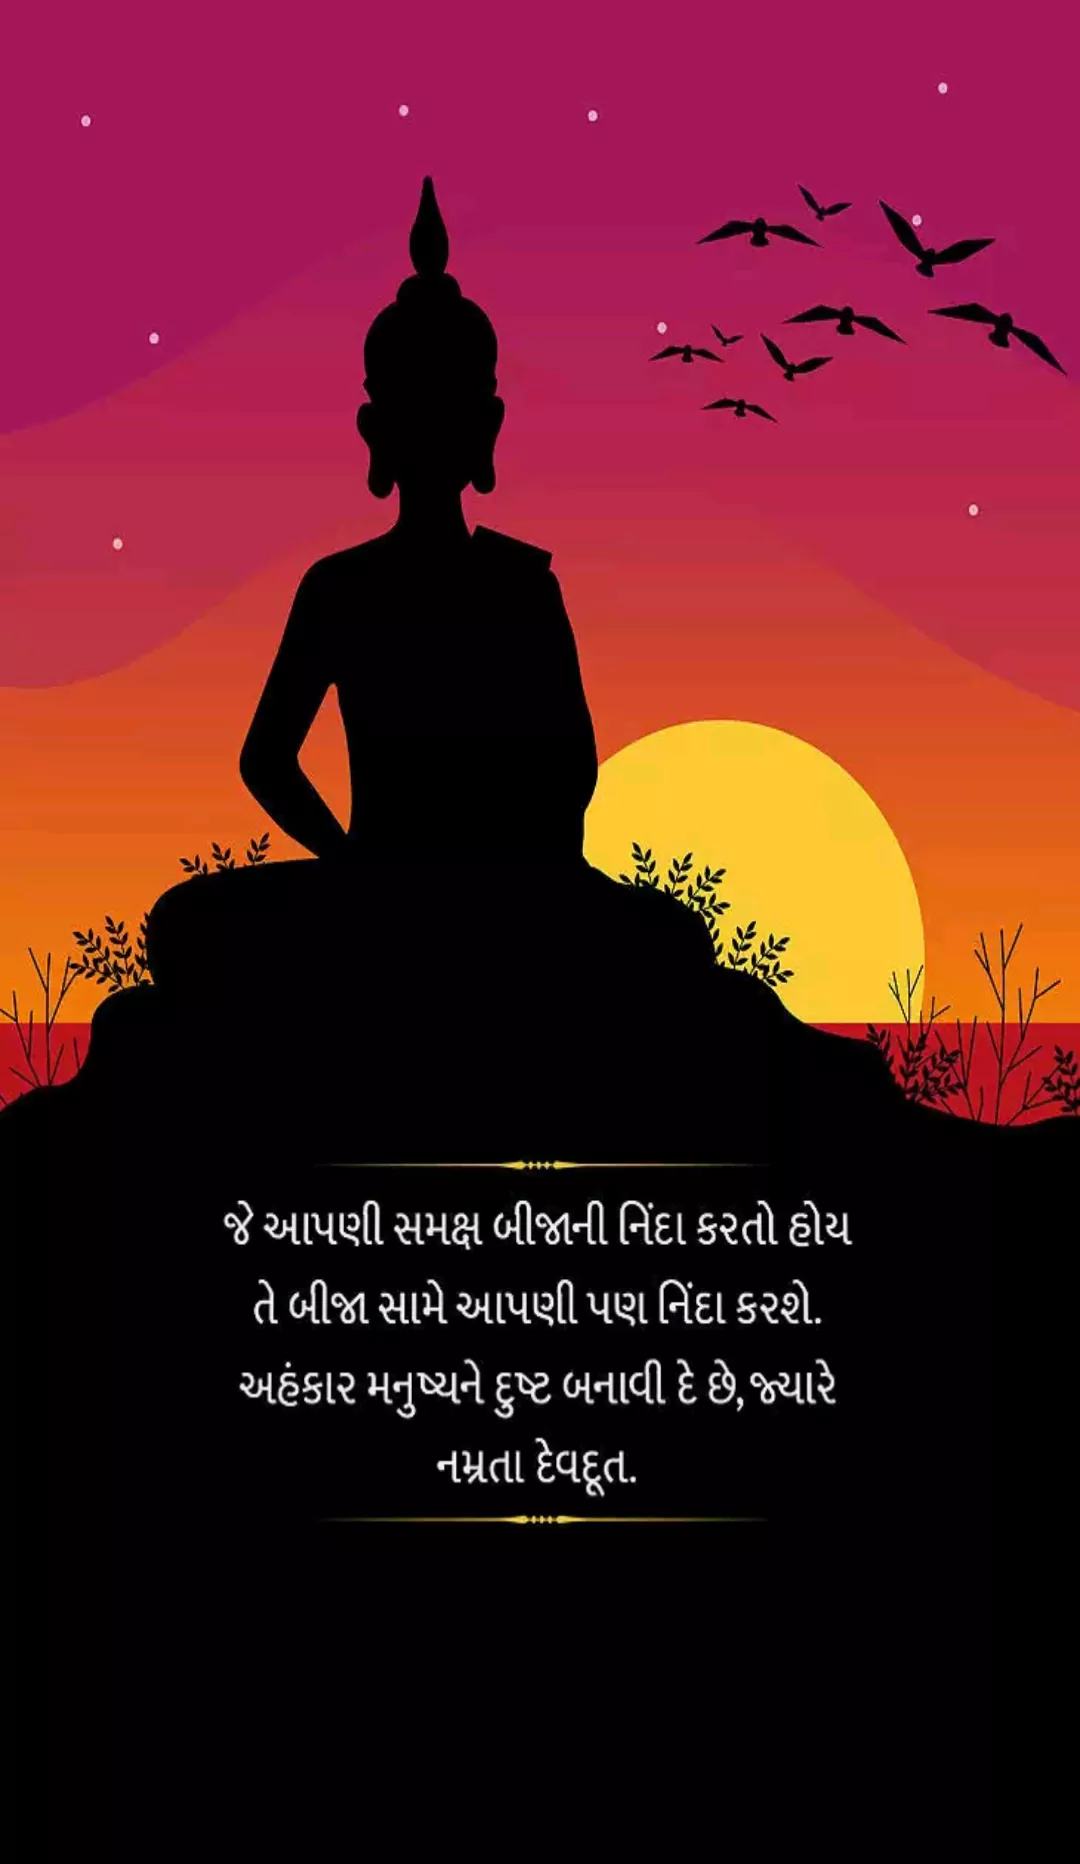 જે આપણી સમક્ષ બીજાની નિંદા કરતો હોય
તે બીજા સામે આપણી પણ નિંદા કરશે.
અહંકાર મનુષ્યને દુષ્ટ બનાવી દે છે, જ્યારે
નમ્રતા દેવદૂત.